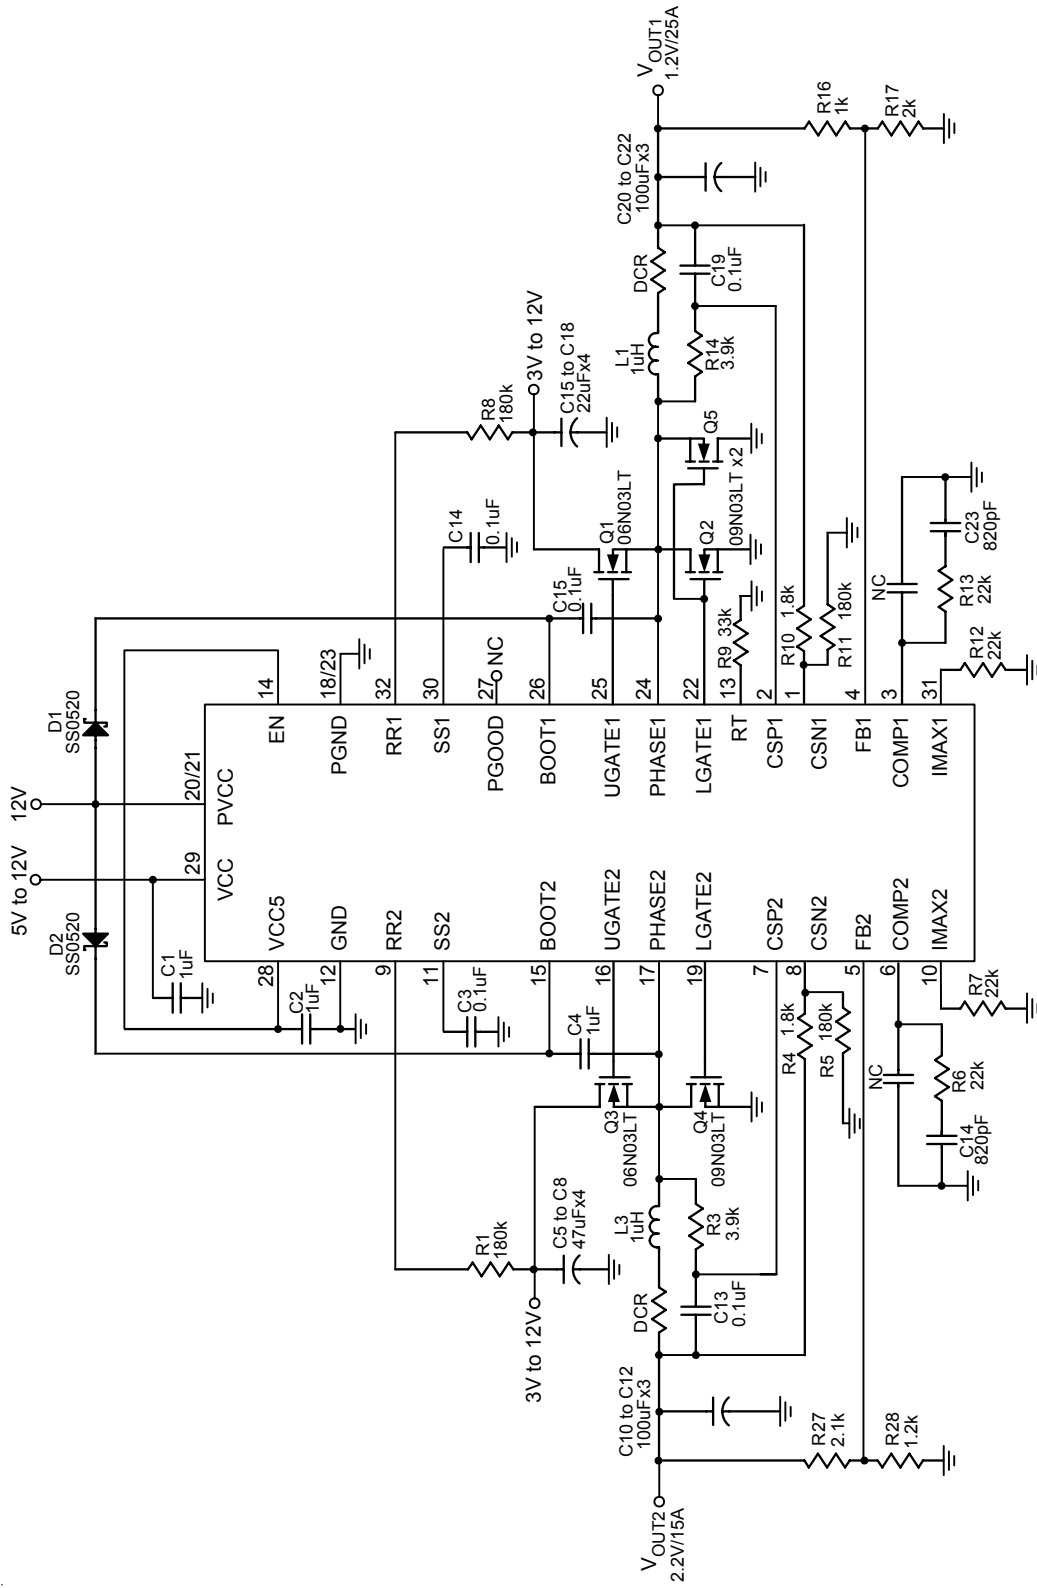 5V to 12V
12V
D2
SS0520
D1
SS0520
C1
1uF
C2
1uF
29
VCC
20/21
PVCC
28
VCC5
12
GND
9
RR2
11
SS2
15
BOOT2
16
UGATE2
17
PHASE2
19
LGATE2
7
CSP2
8
CSN2
5
FB2
6
COMP2
10
IMAX2
14
EN
18/23
PGND
32
RR1
30
SS1
27
PGOOD
NC
26
BOOT1
25
UGATE1
24
PHASE1
22
LGATE1
13
RT
2
CSP1
1
CSN1
4
FB1
3
COMP1
31
IMAX1
R1
180k
3V to 12V
C5 to C8
47uFx4
C3
0.1uF
C4
1uF
Q3
06N03LT
Q4
09N03LT
L3
1uH
DCR
R3
3.9k
C13
0.1uF
R4
1.8k
R5
180k
C10 to C12
100uFx3
VOUT2
2.2V/15A
R27
2.1k
R28
1.2k
NC
R6
22k
C14
820pF
R7
22k
R8
180k
3V to 12V
C15 to C18
22uFx4
C14
0.1uF
C15
0.1uF
Q1
06N03LT
Q2
09N03LT x2
Q5
L1
1uH
DCR
R14
3.9k
C19
0.1uF
C20 to C22
100uFx3
VOUT1
1.2V/25A
R16
1k
R17
2k
R9
33k
R10
1.8k
R11
180k
NC
C23
820pF
R13
22k
R12
22k